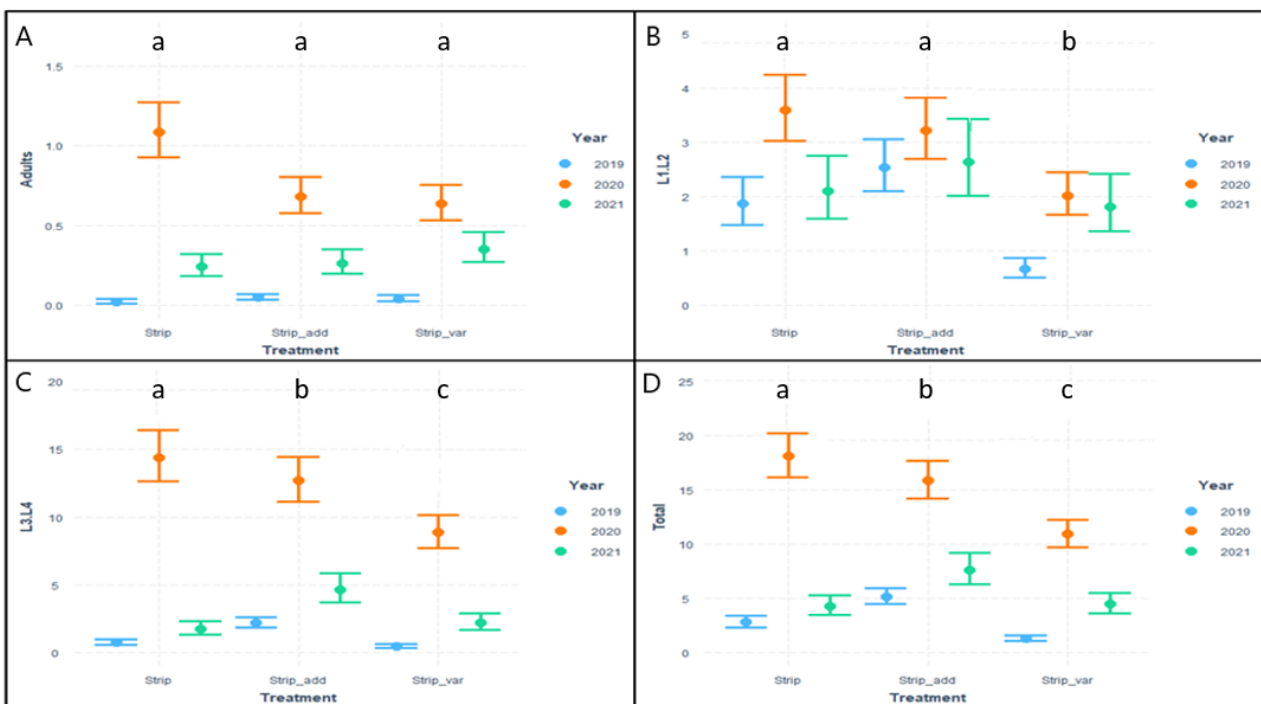 A a a a
1.5
1.0
0.5
0.0
Adults
Strip Strip_add Strip_var
Treatment
Year
2019
2020
2021
B a a b
5
4
3
2
1
0
L1.L2
Strip Strip_add Strip_var
Treatment
Year
2019
2020
2021
C a b c
20
15
10
5
0
L3.L4
Strip Strip_add Strip_var
Treatment
Year
2019
2020
2021
D a b c
25
20
15
10
5
0
Total
Strip Strip_add Strip_var
Treatment
Year
2019
2020
2021